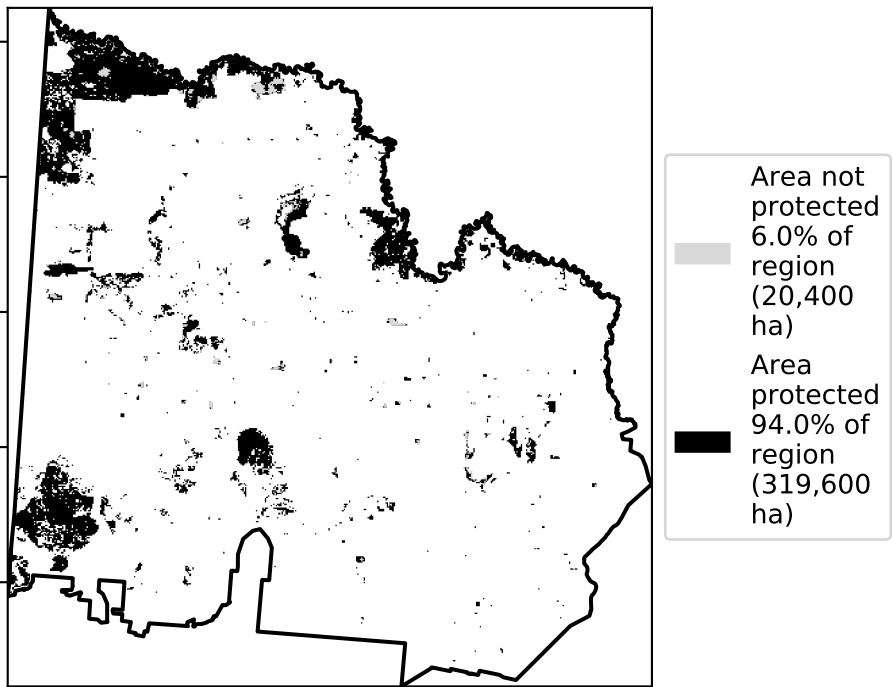 Area not
protected
6.0% of
region
(20,400
ha)
Area
protected
94.0% of
region
(319,600
ha)